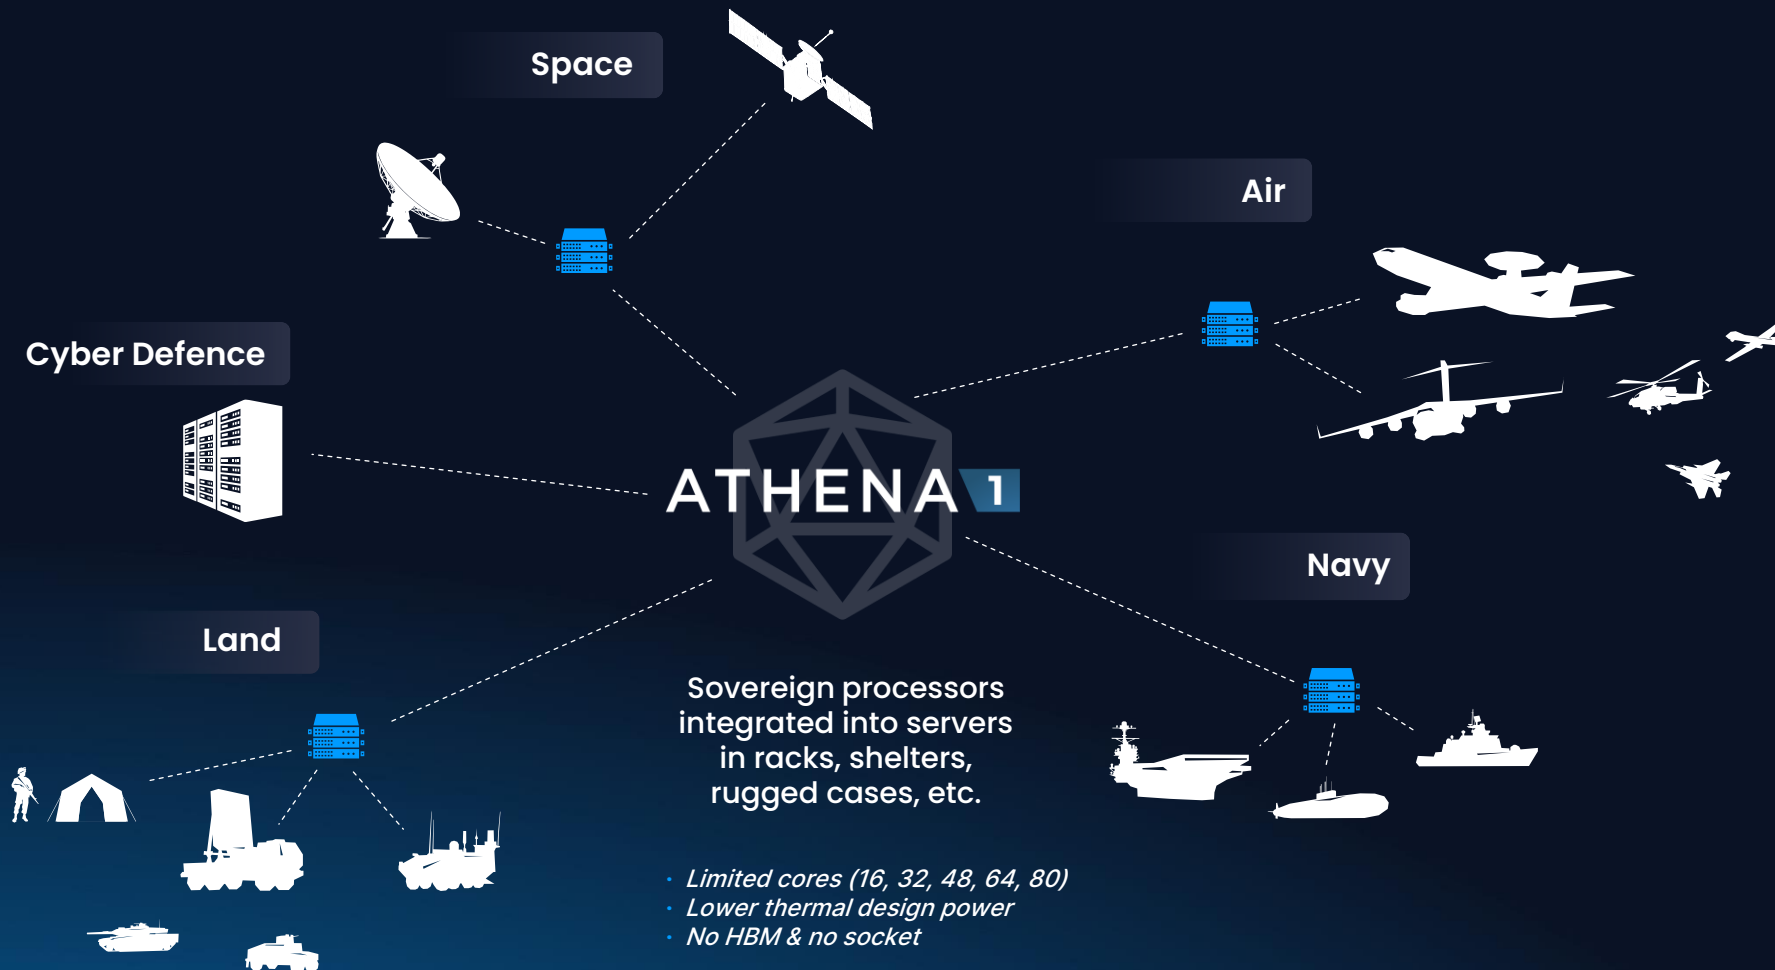 Space
Air
Cyber Defence
ATHENA 1
Navy
Land
Sovereign processors
integrated into servers
in racks, shelters,
rugged cases, etc.
• Limited cores (16, 32, 48, 64, 80)
• Lower thermal design power
• No HBM & no socket